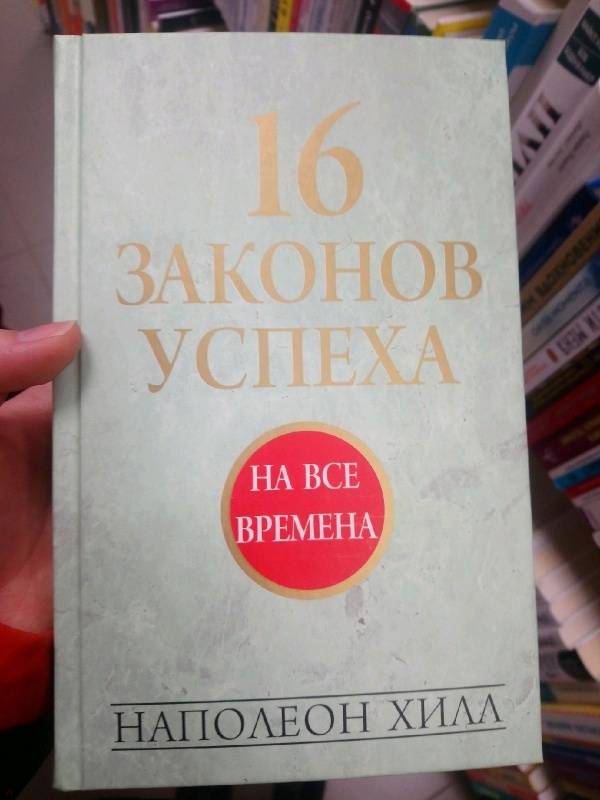 16
ЗАКОНОВ
УСПЕХА
НА ВСЕ
ВРЕМЕНА
НАПОЛЕОН ХИЛЛ